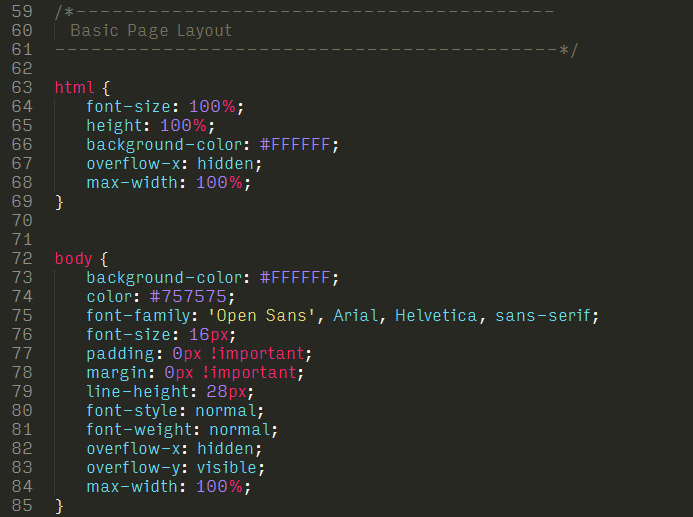 59 /*-----------------------------------------
60 Basic Page Layout
61 -------------------------------------------*/
62
63 html {
64 font-size: 100%;
65 height: 100%;
66 background-color: #FFFFFF;
67 overflow-x: hidden;
68 max-width: 100%;
69 }
70
71
72 body {
73 background-color: #FFFFFF;
74 color: #757575;
75 font-family: 'Open Sans', Arial, Helvetica, sans-serif;
76 font-size: 16px;
77 padding: 0px !important;
78 margin: 0px !important;
79 line-height: 28px;
80 font-style: normal;
81 font-weight: normal;
82 overflow-x: hidden;
83 overflow-y: visible;
84 max-width: 100%;
85 }